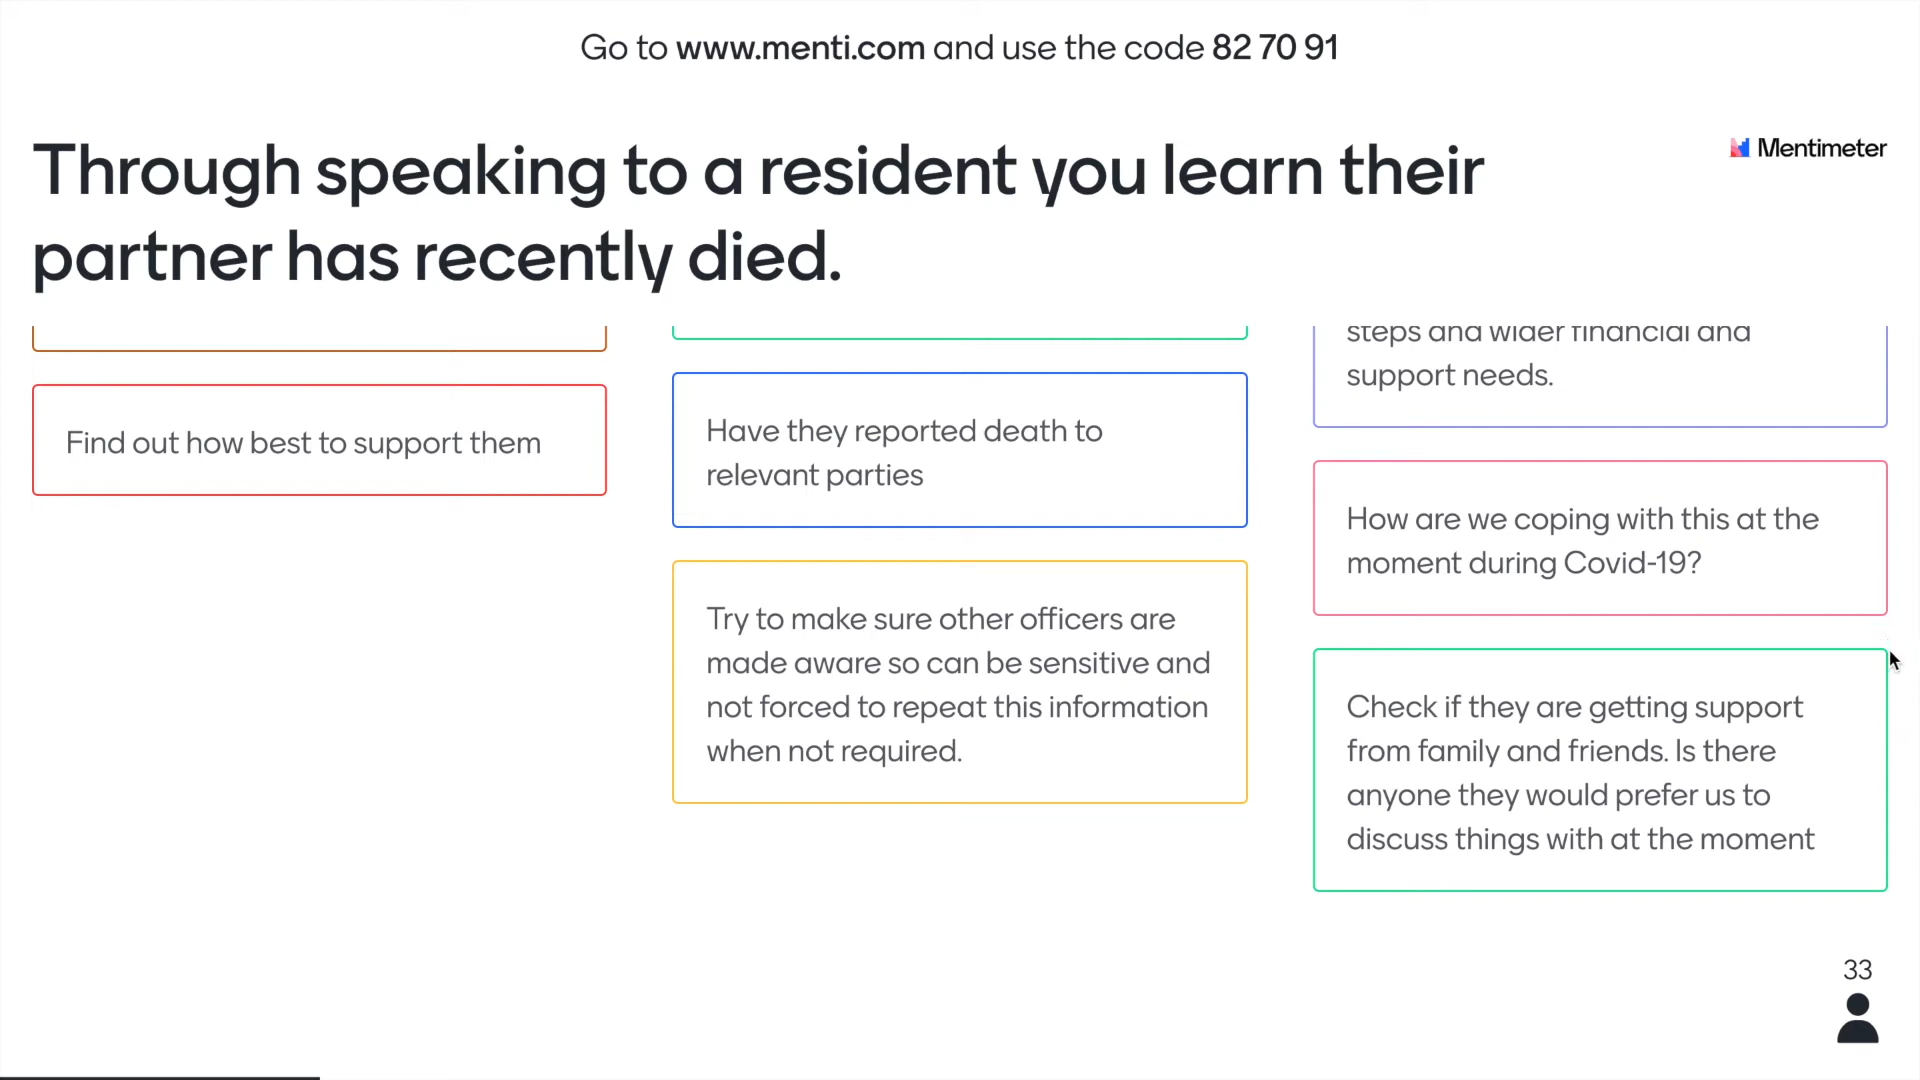 Go to www.menti.com and use the code 82 70 91
Mentimeter
Through speaking to a resident you learn their
partner has recently died.
Find out how best to support them
Have they reported death to
relevant parties
Try to make sure other officers are
made aware so can be sensitive and
not forced to repeat this information
when not required.
steps and wider financial and
support needs.
How are we coping with this at the
moment during Covid-19?
Check if they are getting support
from family and friends. Is there
anyone they would prefer us to
discuss things with at the moment
33